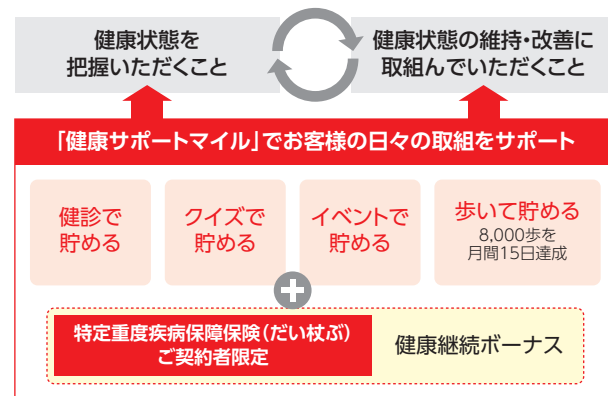 健康状態を
把握いただくこと
健康状態の維持・改善に
取組んでいただくこと
「健康サポートマイル」でお客様の日々の取組をサポート
健診で
貯める
クイズで
貯める
イベントで
貯める
歩いて貯める
8,000歩を
月間15日達成
特定重度疾病保障保険（だい杖ぶ）
ご契約者限定
健康継続ボーナス